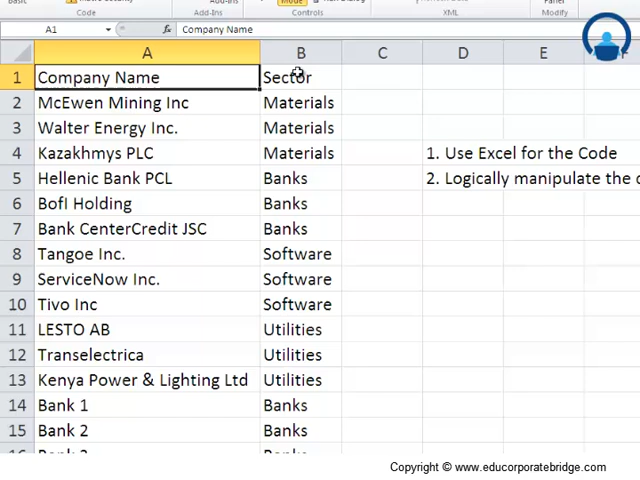 Code Add-Ins Controls XML Modify
A1 fx Company Name
A B C D E
1 Company Name Sector
2 McEwen Mining Inc Materials
3 Walter Energy Inc. Materials
4 Kazakhmys PLC Materials 1. Use Excel for the Code
5 Hellenic Bank PCL Banks 2. Logically manipulate the
6 BofI Holding Banks
7 Bank CenterCredit JSC Banks
8 Tangoe Inc. Software
9 ServiceNow Inc. Software
10 Tivo Inc Software
11 LESTO AB Utilities
12 Transelectrica Utilities
13 Kenya Power & Lighting Ltd Utilities
14 Bank 1 Banks
15 Bank 2 Banks
Copyright © www.educorporatebridge.com